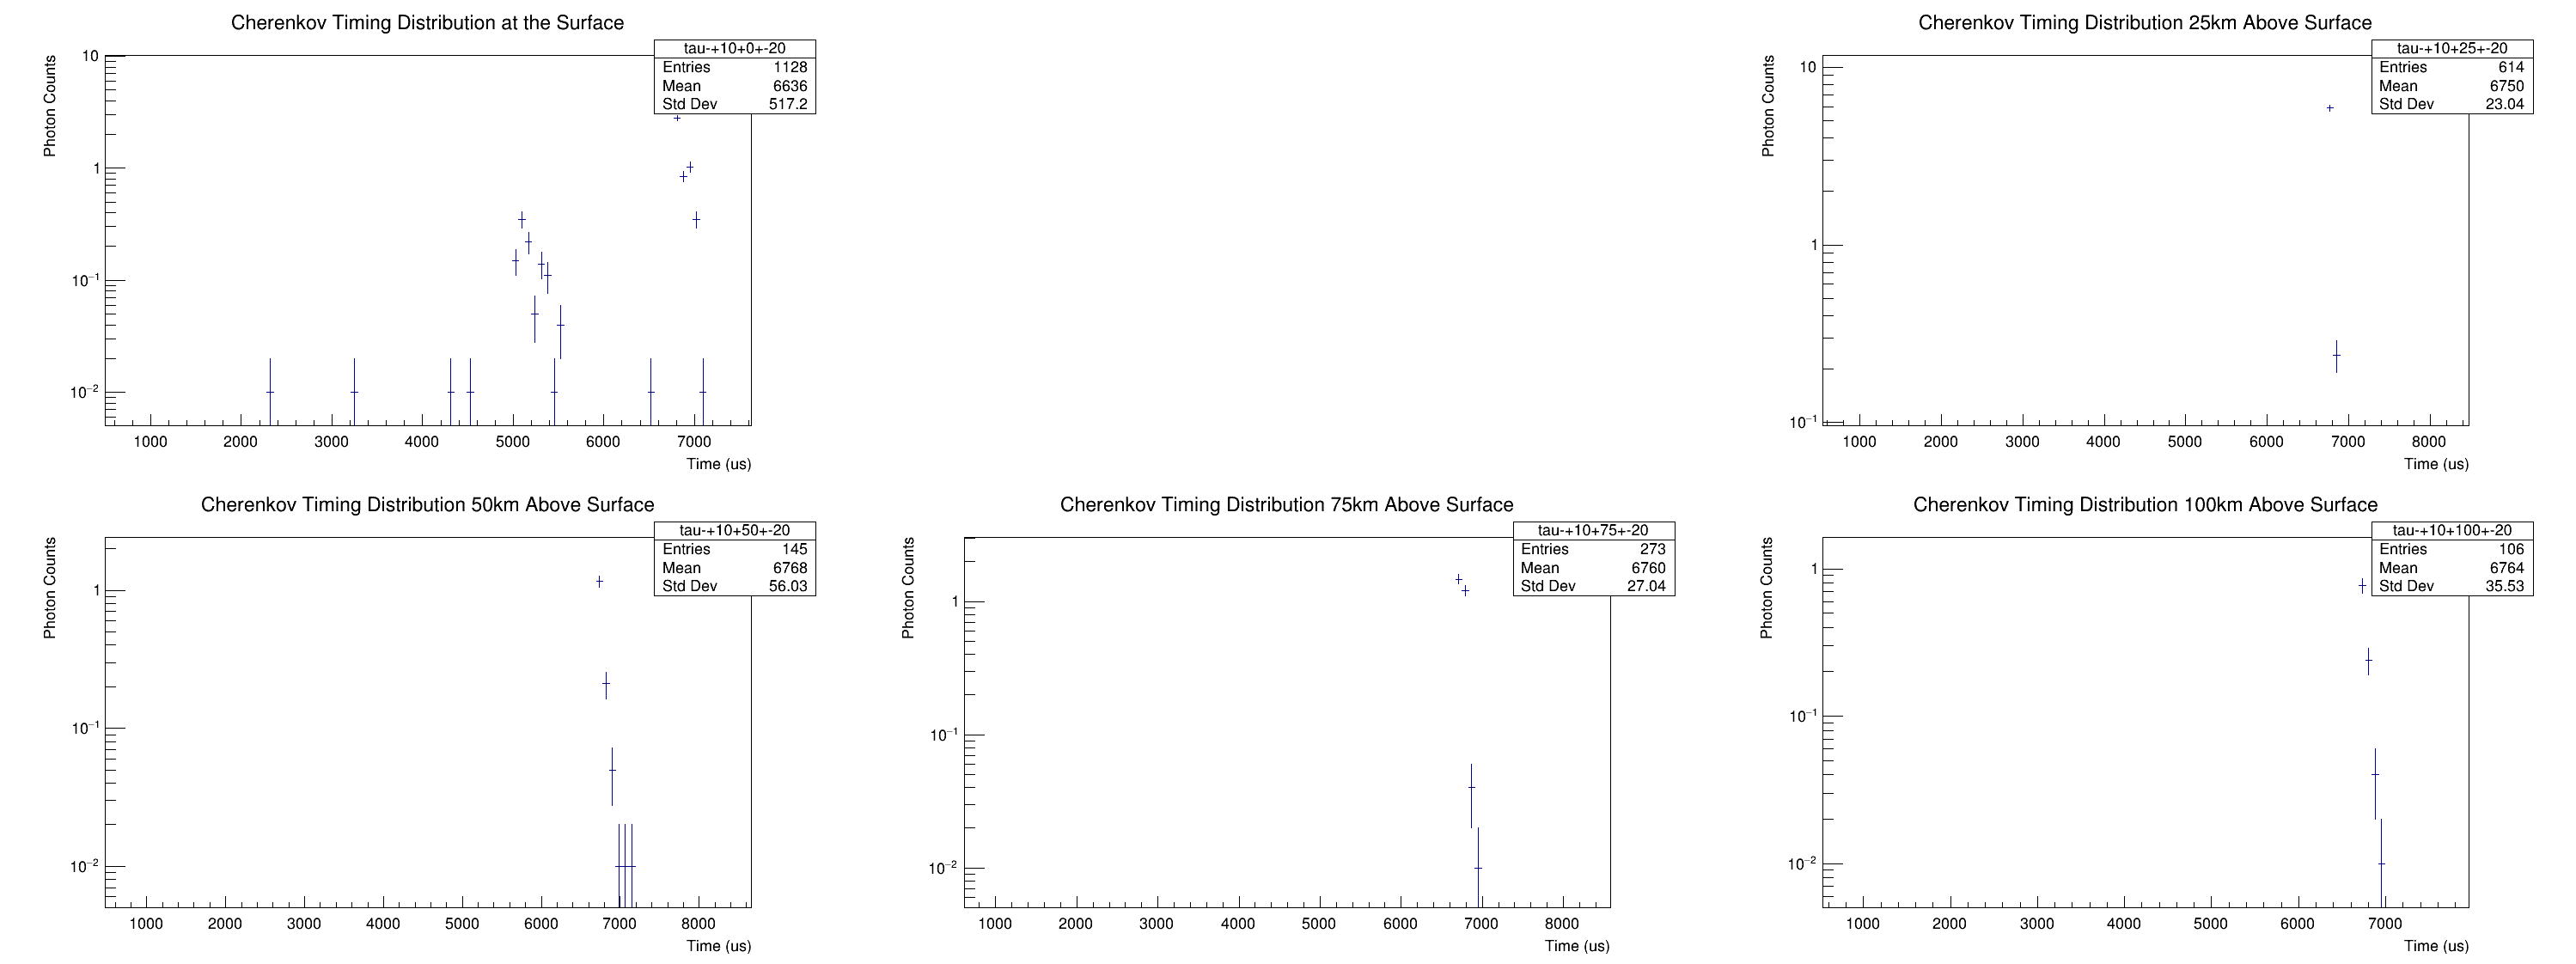 Cherenkov Timing Distribution at the Surface
tau-+10+0+-20
Entries 1128
Mean 6636
Std Dev 517.2
Photon Counts
10
1
10⁻¹
10⁻²
1000 2000 3000 4000 5000 6000 7000
Time (us)
Cherenkov Timing Distribution 25km Above Surface
tau-+10+25+-20
Entries 614
Mean 6750
Std Dev 23.04
Photon Counts
10
1
10⁻¹
1000 2000 3000 4000 5000 6000 7000 8000
Time (us)
Cherenkov Timing Distribution 50km Above Surface
tau-+10+50+-20
Entries 145
Mean 6768
Std Dev 56.03
Photon Counts
1
10⁻¹
10⁻²
1000 2000 3000 4000 5000 6000 7000 8000
Time (us)
Cherenkov Timing Distribution 75km Above Surface
tau-+10+75+-20
Entries 273
Mean 6760
Std Dev 27.04
Photon Counts
1
10⁻¹
10⁻²
1000 2000 3000 4000 5000 6000 7000 8000
Time (us)
Cherenkov Timing Distribution 100km Above Surface
tau-+10+100+-20
Entries 106
Mean 6764
Std Dev 35.53
Photon Counts
1
10⁻¹
10⁻²
1000 2000 3000 4000 5000 6000 7000
Time (us)